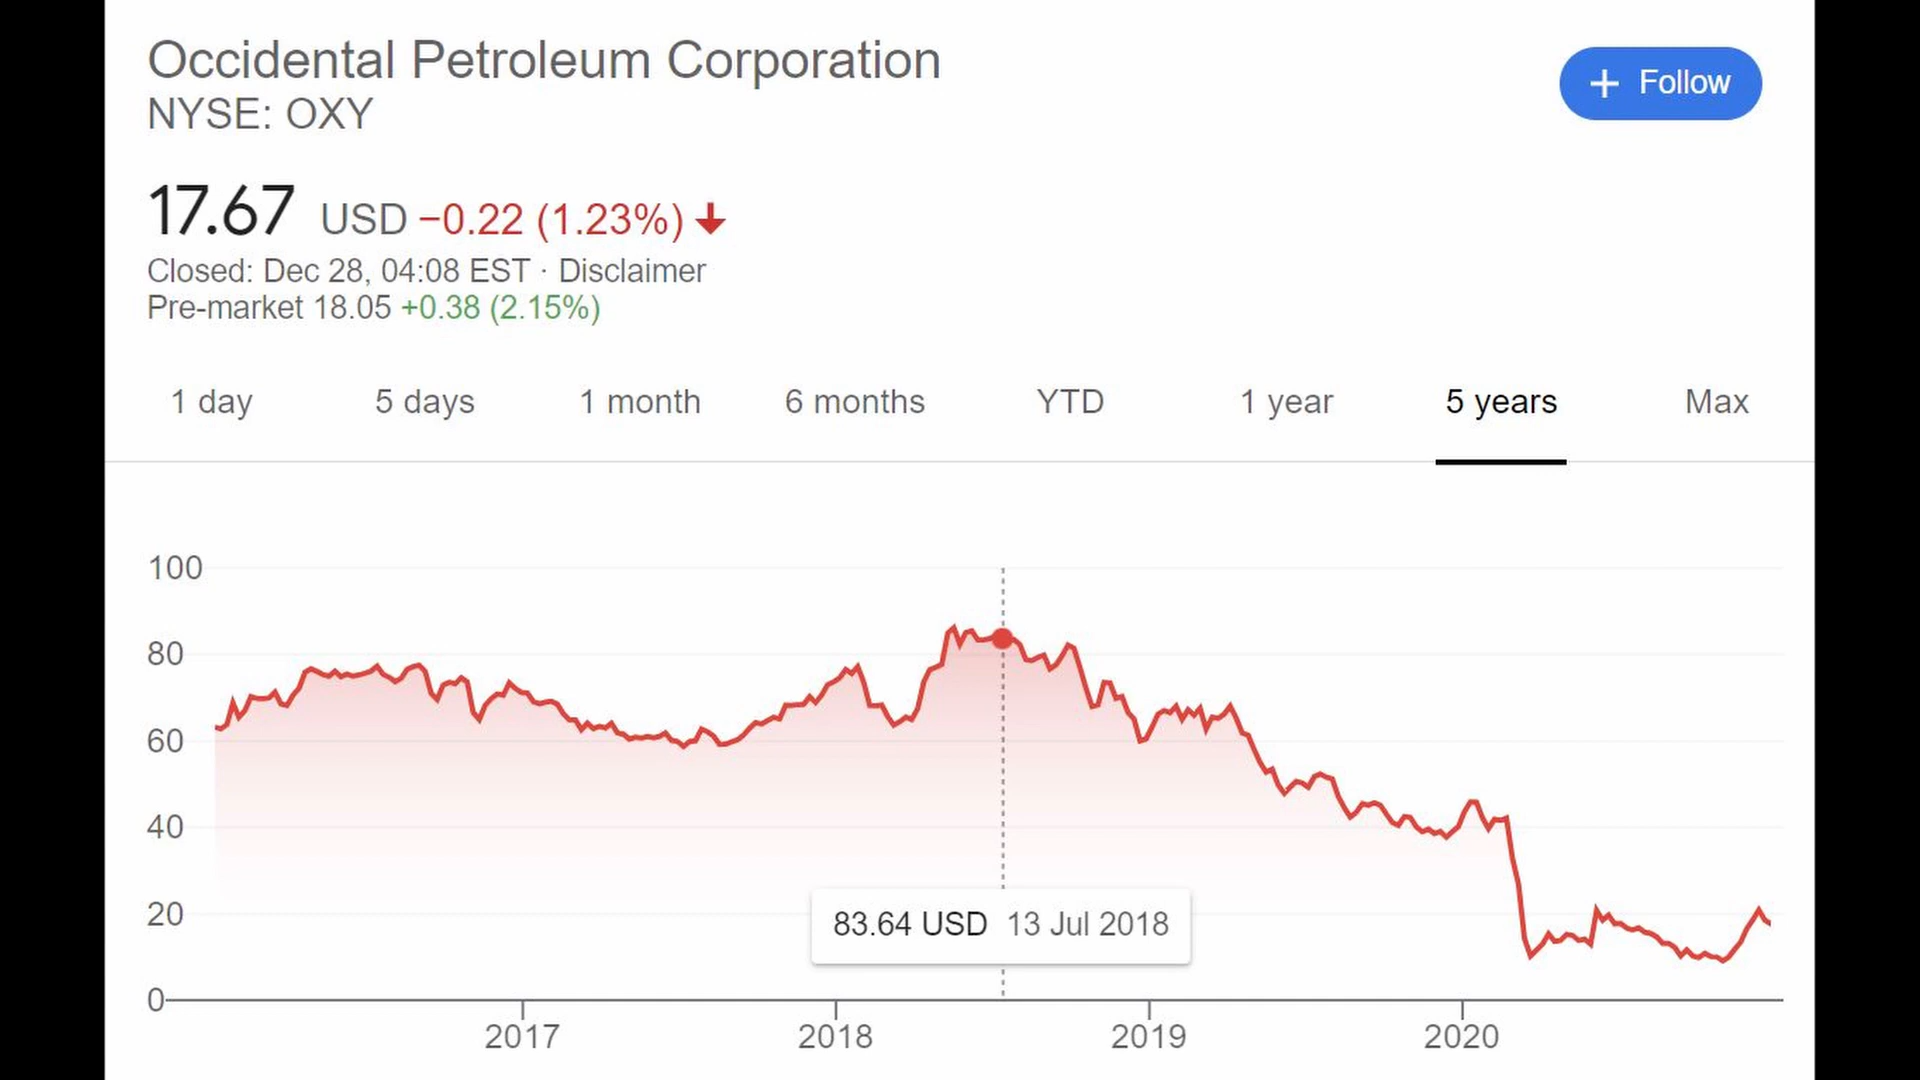 Occidental Petroleum Corporation
+ Follow
NYSE: OXY
17.67 USD −0.22 (1.23%)
Closed: Dec 28, 04:08 EST · Disclaimer
Pre-market 18.05 +0.38 (2.15%)
1 day 5 days 1 month 6 months YTD 1 year 5 years Max
100
80
60
40
20
83.64 USD 13 Jul 2018
0
2017 2018 2019 2020